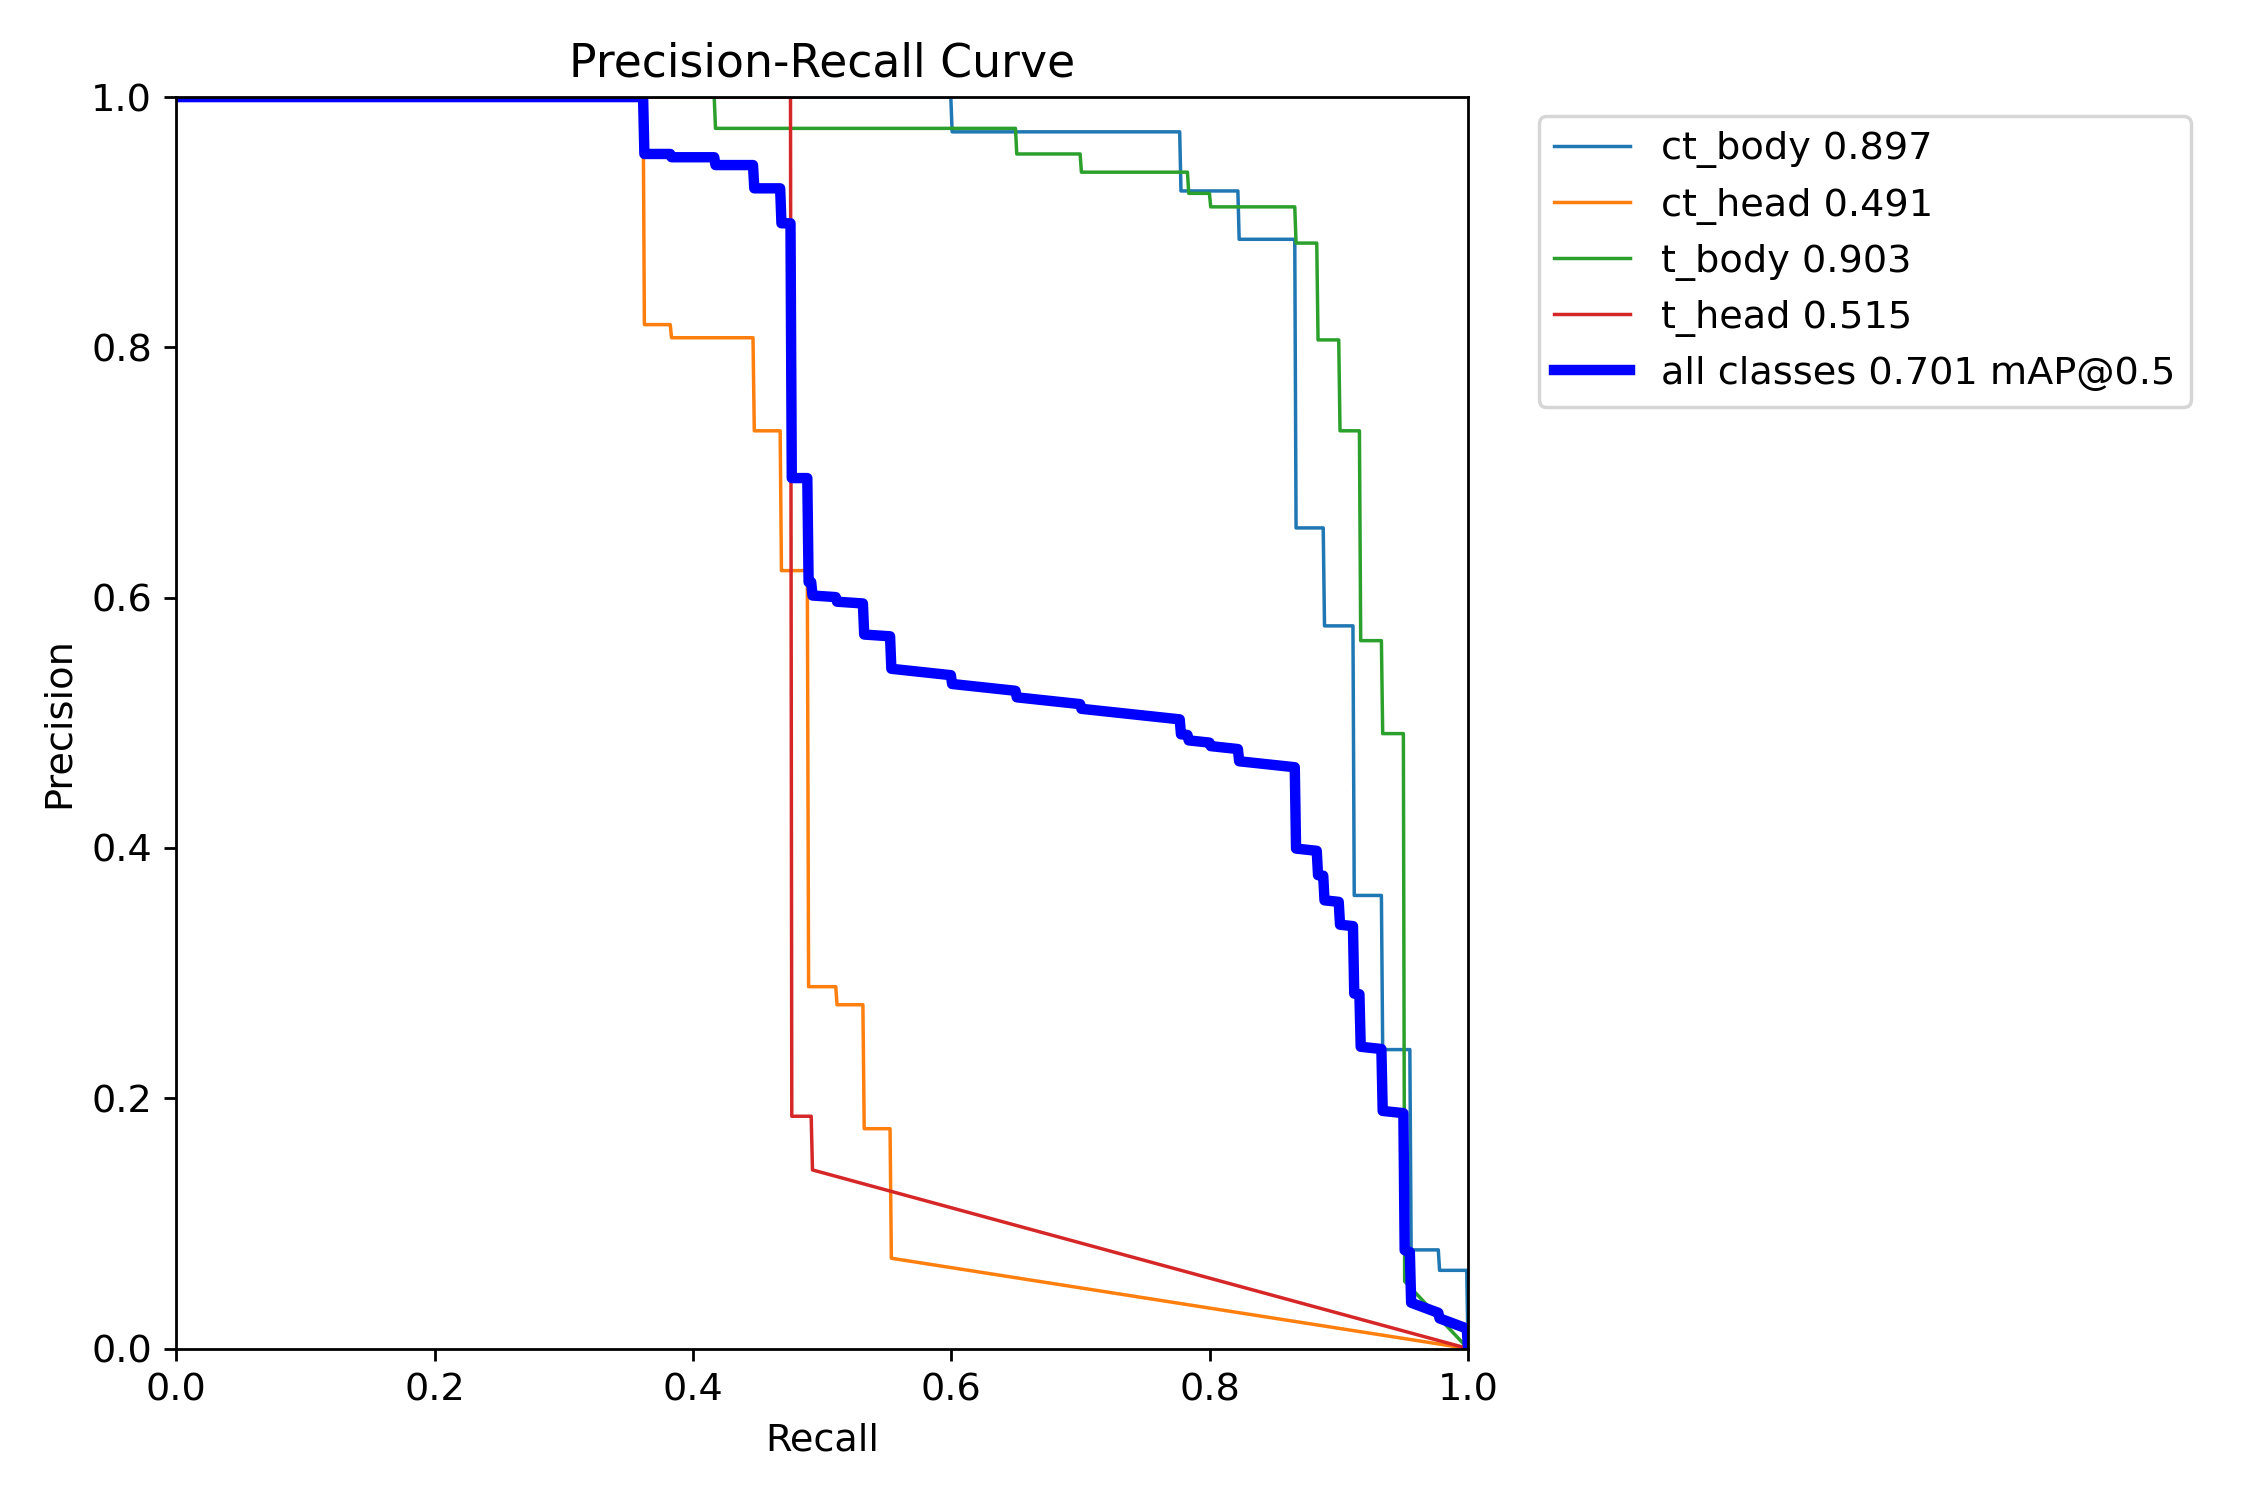 Precision-Recall Curve
1.0
0.8
0.6
0.4
0.2
0.0
Precision
0.0 0.2 0.4 0.6 0.8 1.0
Recall
ct_body 0.897
ct_head 0.491
t_body 0.903
t_head 0.515
all classes 0.701 mAP@0.5